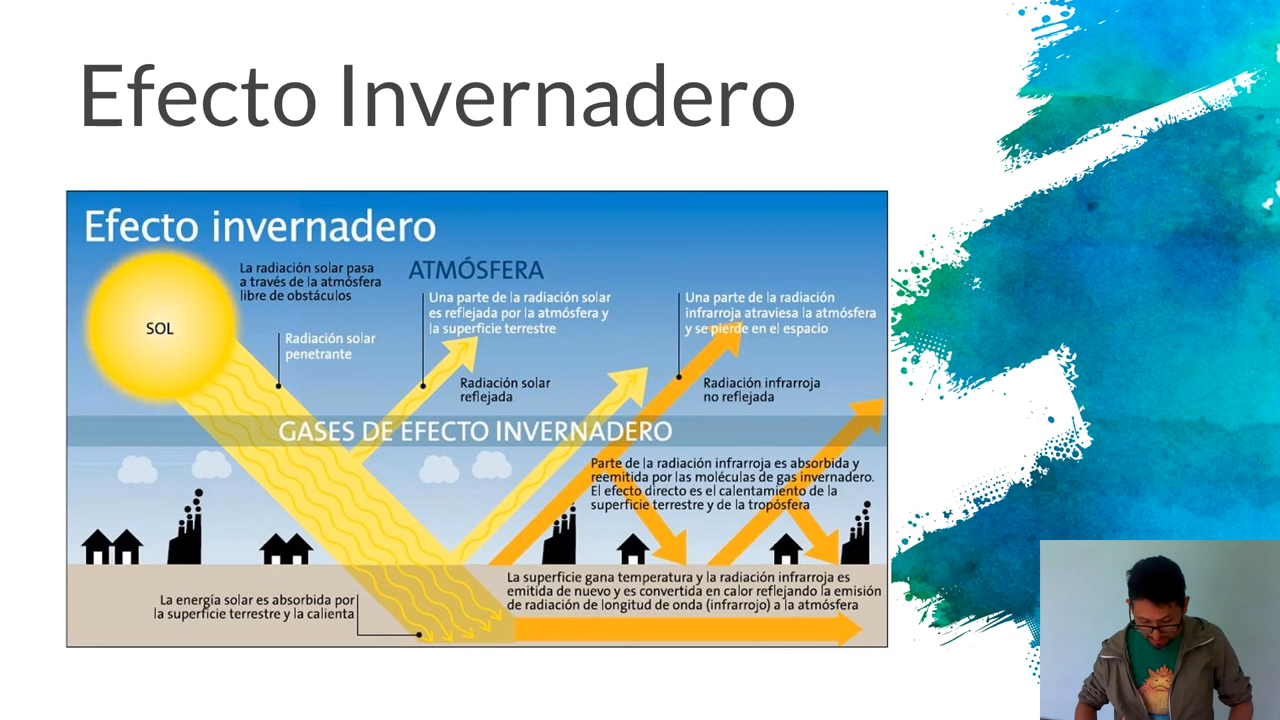 Efecto Invernadero
Efecto invernadero
SOL
La radiación solar pasa
a través de la atmósfera
libre de obstáculos
ATMÓSFERA
Radiación solar
penetrante
Una parte de la radiación solar
es reflejada por la atmósfera y
la superficie terrestre
Radiación solar
reflejada
Una parte de la radiación
infrarroja atraviesa la atmósfera
y se pierde en el espacio
Radiación infrarroja
no reflejada
GASES DE EFECTO INVERNADERO
Parte de la radiación infrarroja es absorbida y
reemitida por las moléculas de gas invernadero.
El efecto directo es el calentamiento de la
superficie terrestre y de la tropósfera
La energía solar es absorbida por
la superficie terrestre y la calienta
La superficie gana temperatura y la radiación infrarroja es
emitida de nuevo y es convertida en calor reflejando la emisión
de radiación de longitud de onda (infrarrojo) a la atmósfera